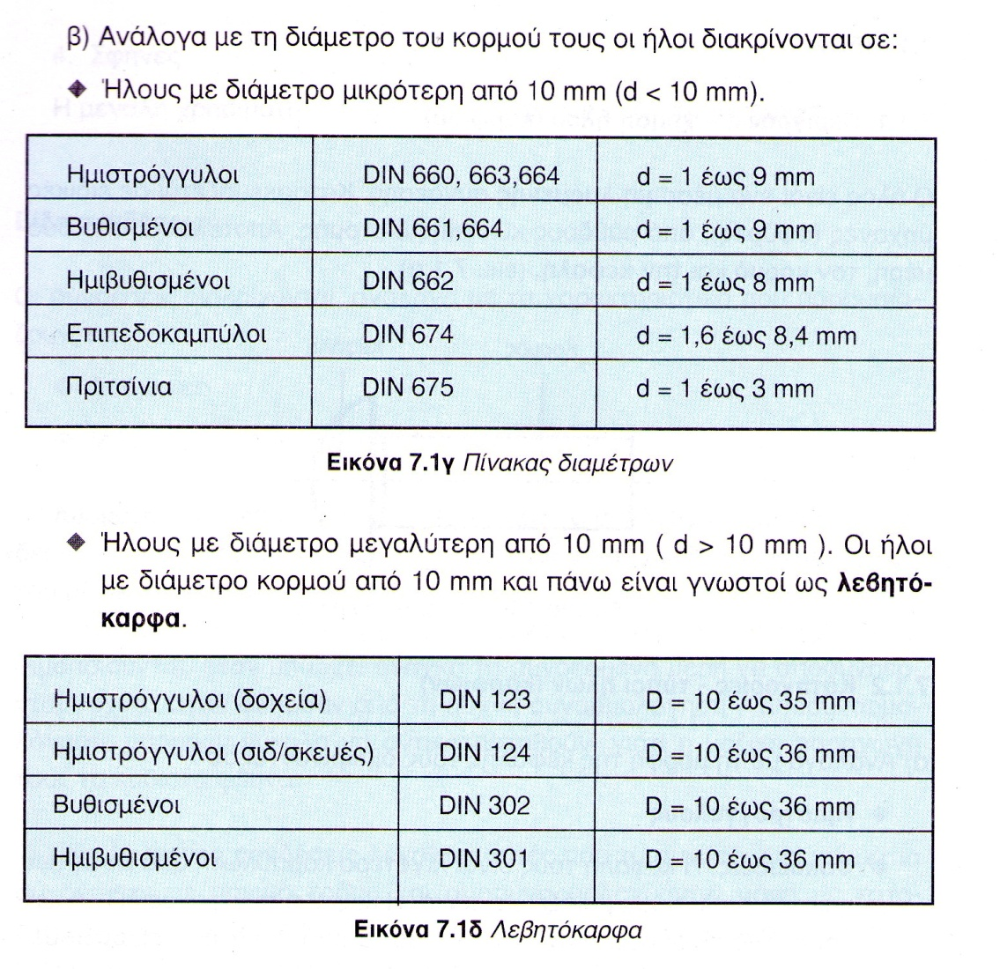 β) Ανάλογα με τη διάμετρο του κορμού τους οι ήλοι διακρίνονται σε:
◆ Ήλους με διάμετρο μικρότερη από 10 mm (d < 10 mm).
Ημιστρόγγυλοι DIN 660, 663,664 d = 1 έως 9 mm
Βυθισμένοι DIN 661,664 d = 1 έως 9 mm
Ημιβυθισμένοι DIN 662 d = 1 έως 8 mm
Επιπεδοκαμπύλοι DIN 674 d = 1,6 έως 8,4 mm
Πριτσίνια DIN 675 d = 1 έως 3 mm
Εικόνα 7.1γ Πίνακας διαμέτρων
◆ Ήλους με διάμετρο μεγαλύτερη από 10 mm ( d > 10 mm ). Οι ήλοι
με διάμετρο κορμού από 10 mm και πάνω είναι γνωστοί ως λεβητό-
καρφα.
Ημιστρόγγυλοι (δοχεία) DIN 123 D = 10 έως 35 mm
Ημιστρόγγυλοι (σιδ/σκευές) DIN 124 D = 10 έως 36 mm
Βυθισμένοι DIN 302 D = 10 έως 36 mm
Ημιβυθισμένοι DIN 301 D = 10 έως 36 mm
Εικόνα 7.1δ Λεβητόκαρφα